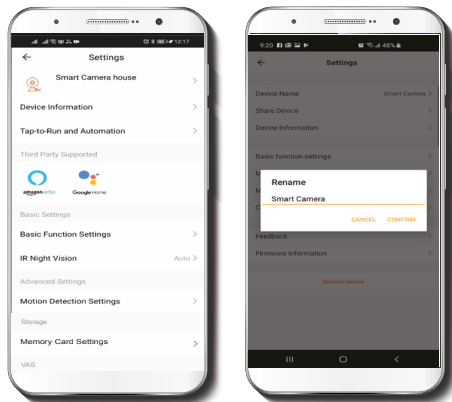 12:17
Settings
Smart Camera house
Device Information
Tap-to-Run and Automation
Third Party Supported
amazon echo
Google Home
Basic Settings
Basic Function Settings
IR Night Vision Auto
Advanced Settings
Motion Detection Settings
Storage
Memory Card Settings
VAS
9:20 48%
Settings
Device Name Smart Camera
Share Device
Device Information
Basic function settings
M
M
C
Rename
Smart Camera
CANCEL CONFIRM
Feedback
Firmware information
Remove Device